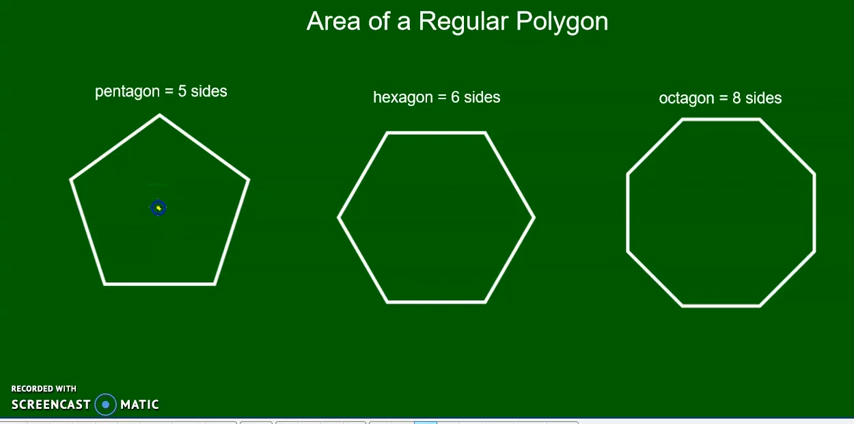 Area of a Regular Polygon
pentagon = 5 sides
hexagon = 6 sides
octagon = 8 sides
RECORDED WITH
SCREENCAST MATIC